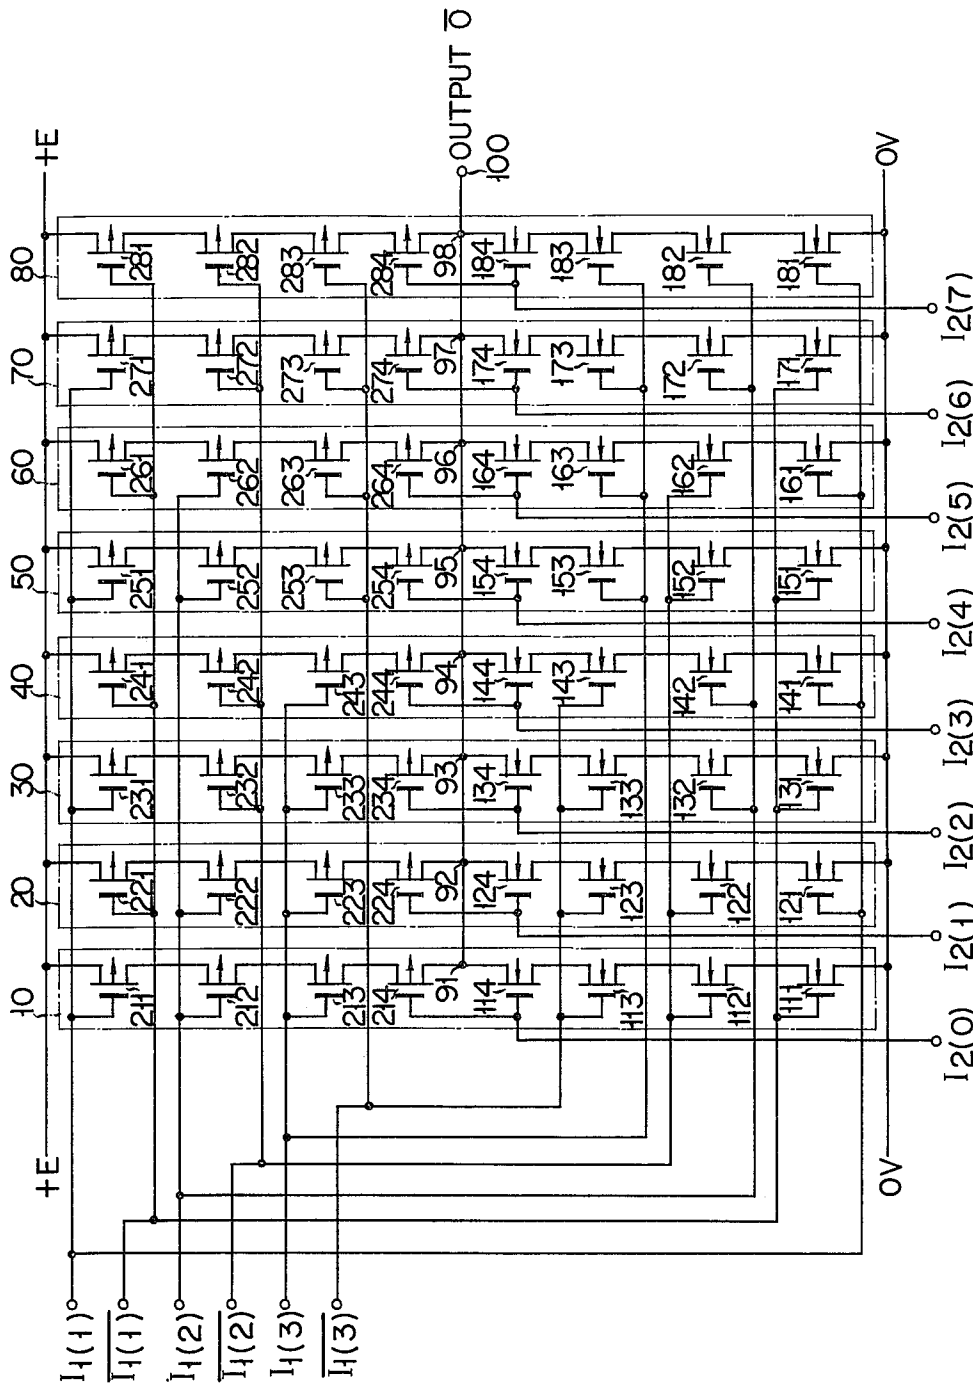 10 20 30 40 50 60 70 80
+E +E
I1(1)
I1(1)
I1(2)
I1(2)
I1(3)
I1(3)
211 221 231 241 251 261 271 281
212 222 232 242 252 262 272 282
213 223 233 243 253 263 273 283
214 224 234 244 254 264 274 284
91 92 93 94 95 96 97 98
OUTPUT O
100
114 124 134 144 154 164 174 184
113 123 133 143 153 163 173 183
112 122 132 142 152 162 172 182
111 121 131 141 151 161 171 181
0V 0V
I2(0) I2(1) I2(2) I2(3) I2(4) I2(5) I2(6) I2(7)